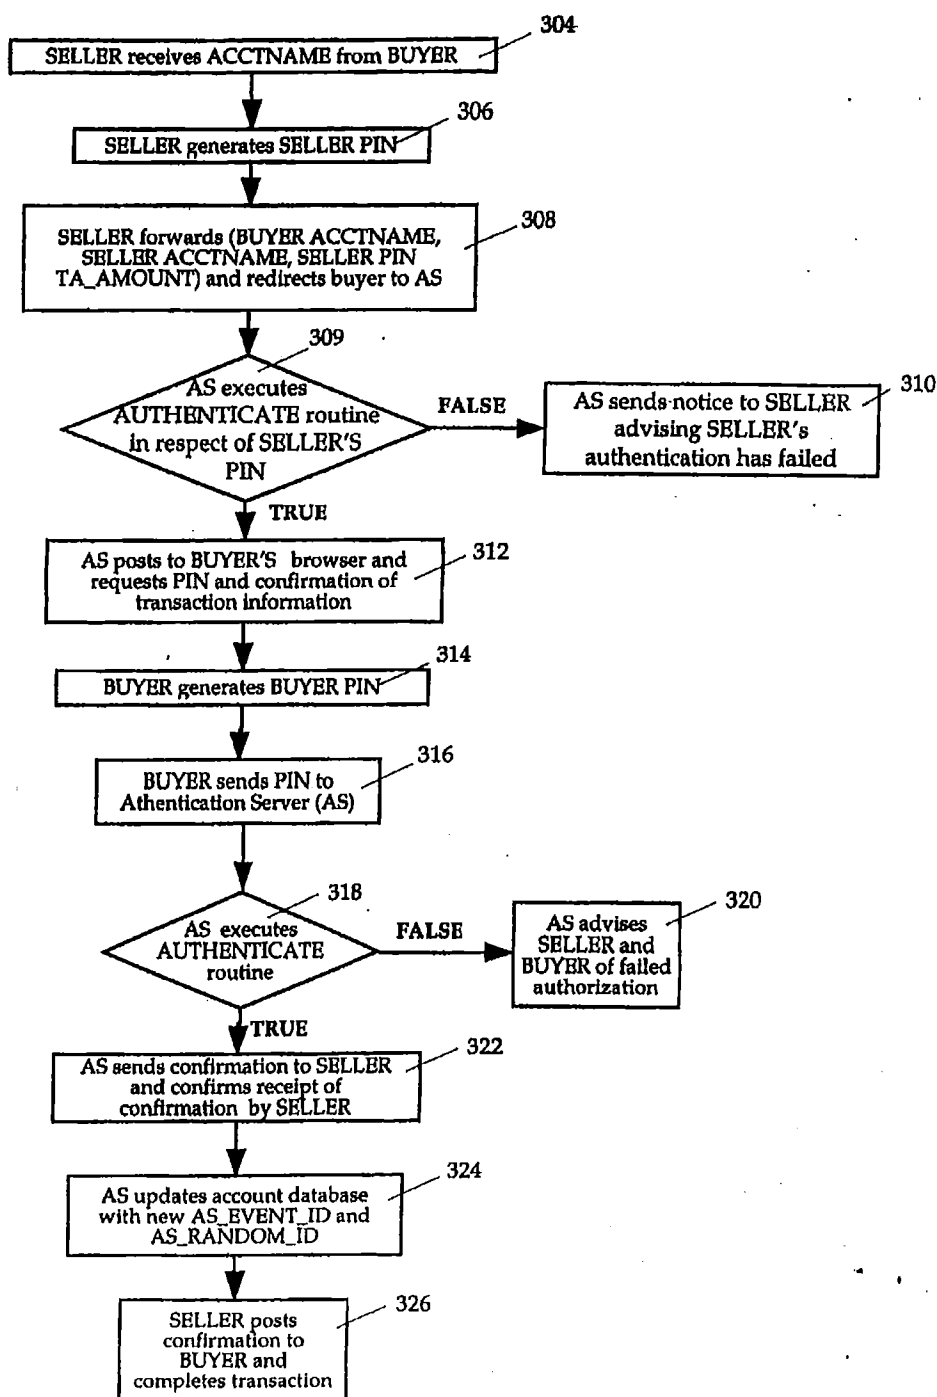 304
SELLER receives ACCTNAME from BUYER
306
SELLER generates SELLER PIN
308
SELLER forwards (BUYER ACCTNAME,
SELLER ACCTNAME, SELLER PIN
TA_AMOUNT) and redirects buyer to AS
309
AS executes
AUTHENTICATE routine
in respect of SELLER'S
PIN
FALSE
310
AS sends notice to SELLER
advising SELLER's
authentication has failed
TRUE
312
AS posts to BUYER'S browser and
requests PIN and confirmation of
transaction information
314
BUYER generates BUYER PIN
316
BUYER sends PIN to
Athentication Server (AS)
318
AS executes
AUTHENTICATE
routine
FALSE
320
AS advises
SELLER and
BUYER of failed
authorization
TRUE
322
AS sends confirmation to SELLER
and confirms receipt of
confirmation by SELLER
324
AS updates account database
with new AS_EVENT_ID and
AS_RANDOM_ID
326
SELLER posts
confirmation to
BUYER and
completes transaction